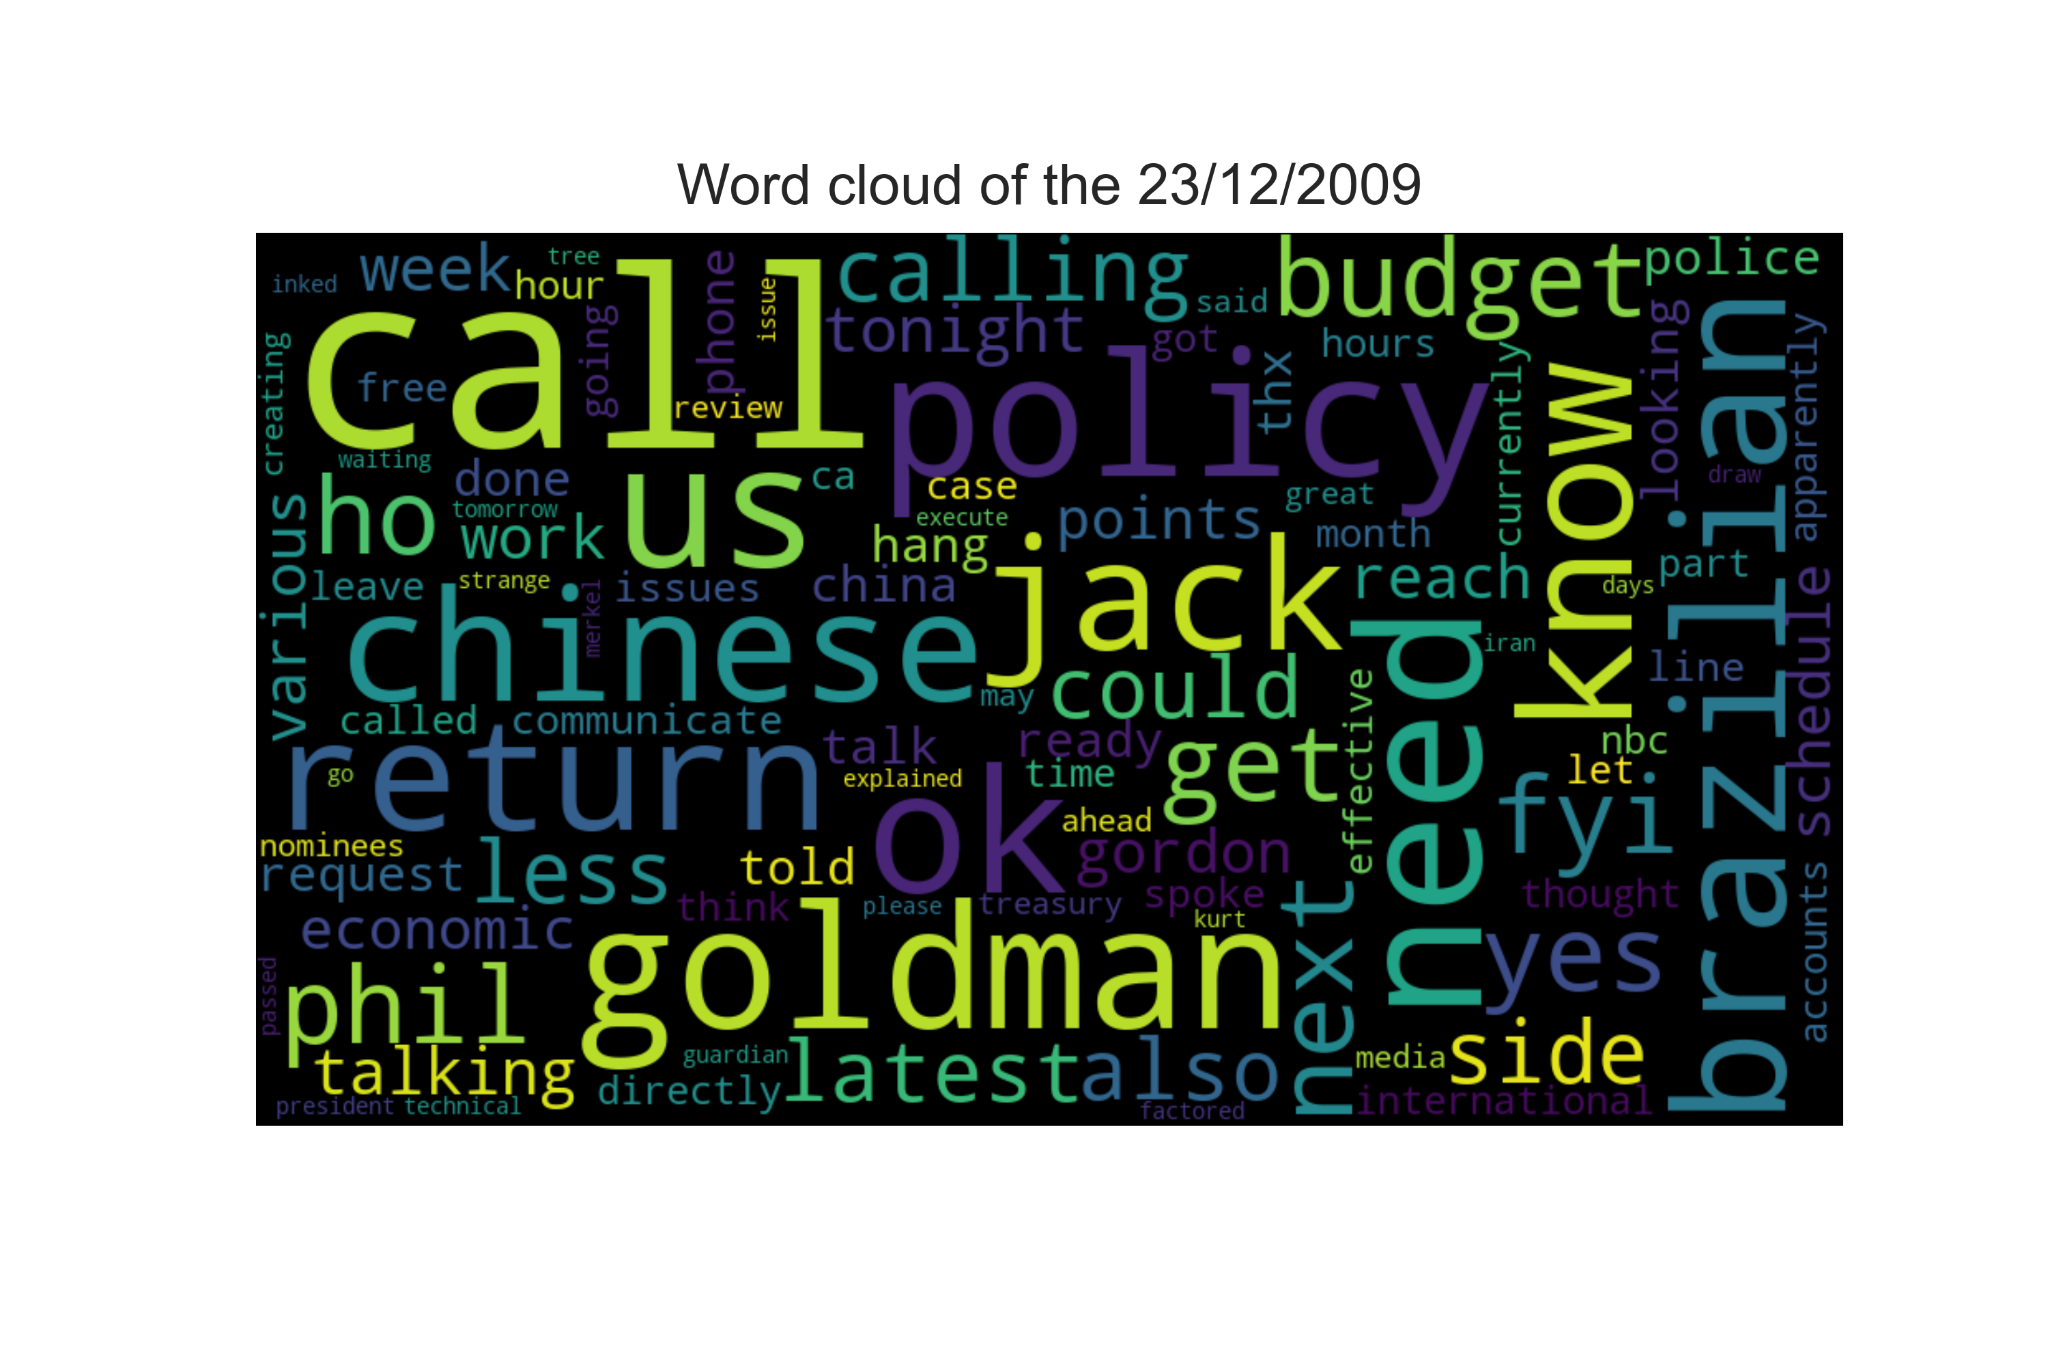 Word cloud of the 23/12/2009
inked
week
tree
hour
call
going
phone
issue
calling
said
budget
police
creating
free
review
tonight
got
thx
hours
currently
looking
apparently
policy
know
brazilian
waiting
various
ho
done
tomorrow
work
us
ca
case
execute
hang
points
great
month
draw
part
leave
strange
issues
merkel
china
jack
reach
days
schedule
chinese
need
iran
line
may
could
effective
called
communicate
return
go
talk
explained
ready
time
get
nbc
let
fyi
ok
ahead
nominees
request
less
told
gordon
think
please
treasury
spoke
kurt
next
thought
accounts
economic
goldman
yes
passed
phil
talking
guardian
directly
latest
also
media
side
president
technical
factored
international